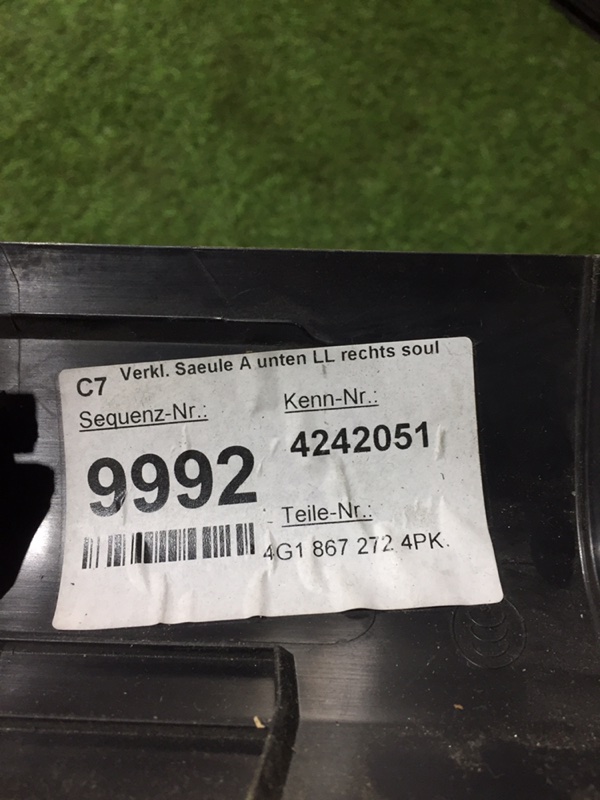 C7 Verkl. Saeule A unten LL rechts soul
Sequenz-Nr.:
Kenn-Nr.:
9992
4242051
Teile-Nr.:
4G1 867 272 4PK.